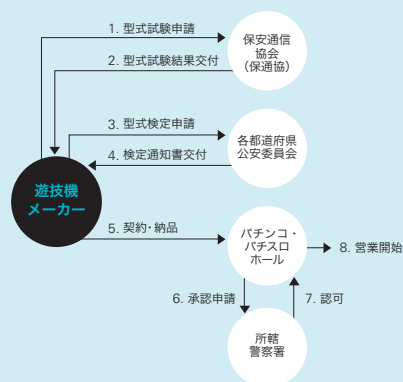 1. 型式試験申請
2. 型式試験結果交付
保安通信
協会
（保通協）
3. 型式検定申請
4. 検定通知書交付
各都道府県
公安委員会
遊技機
メーカー
5. 契約・納品
パチンコ・
パチスロ
ホール
8. 営業開始
6. 承認申請
7. 認可
所轄
警察署